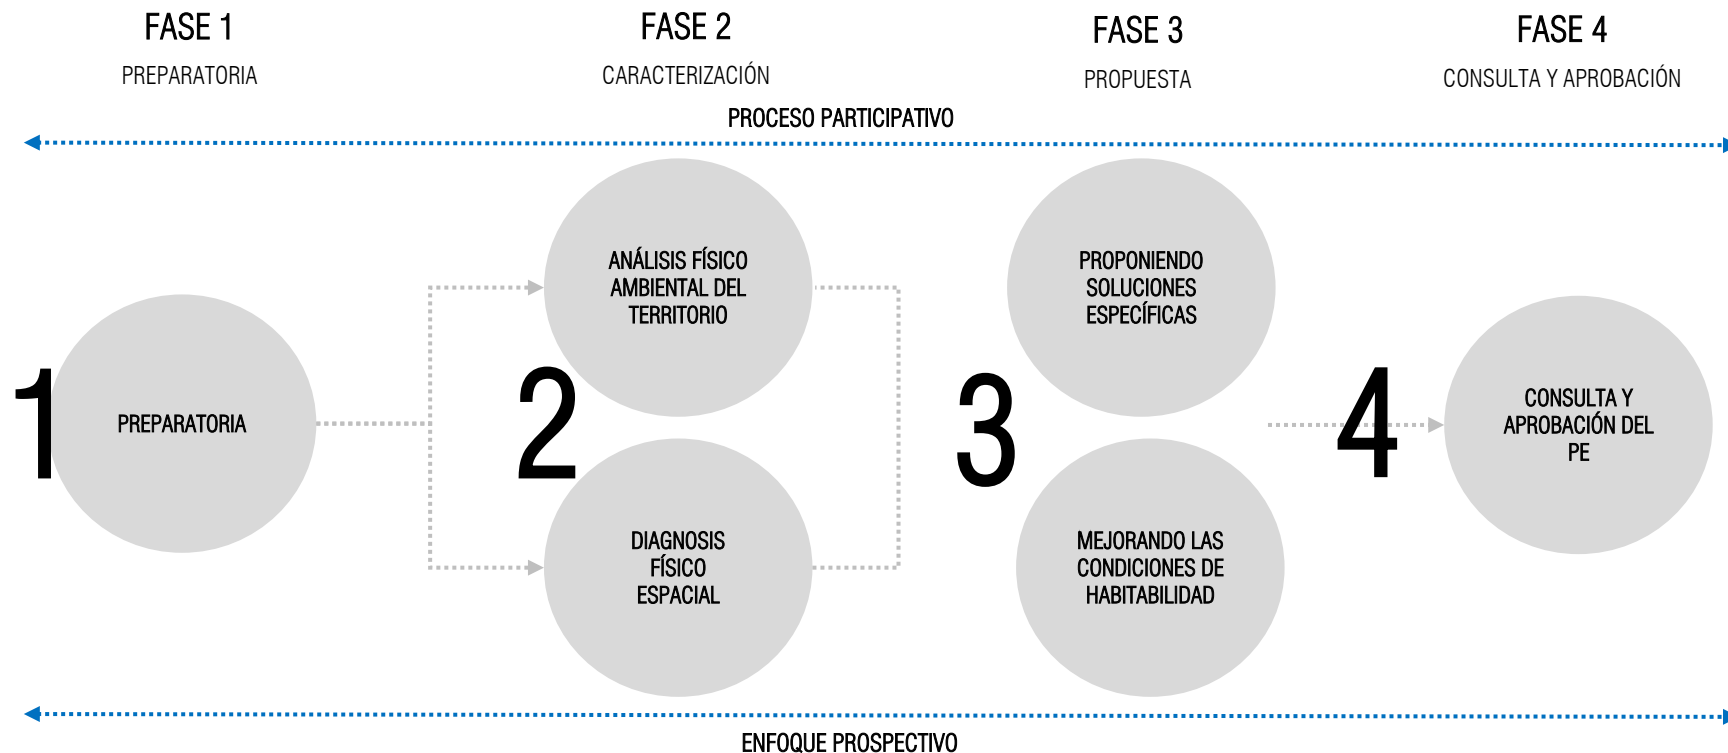 FASE 1
PREPARATORIA
FASE 2
CARACTERIZACIÓN
FASE 3
PROPUESTA
FASE 4
CONSULTA Y APROBACIÓN
PROCESO PARTICIPATIVO
1
PREPARATORIA
2
ANÁLISIS FÍSICO
AMBIENTAL DEL
TERRITORIO
DIAGNOSIS
FÍSICO
ESPACIAL
3
PROPONIENDO
SOLUCIONES
ESPECÍFICAS
MEJORANDO LAS
CONDICIONES DE
HABITABILIDAD
4
CONSULTA Y
APROBACIÓN DEL
PE
ENFOQUE PROSPECTIVO